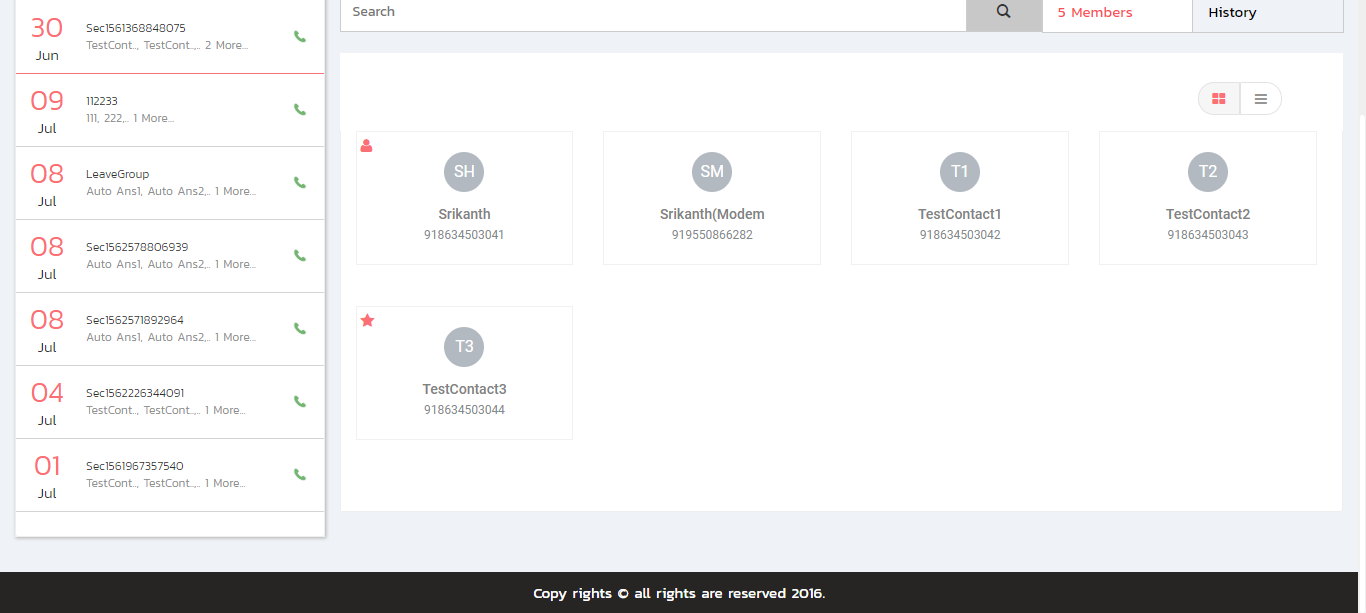 30
Jun
Sec1561368848075
TestCont.., TestCont..,.. 2 More...
09
Jul
112233
111, 222,.. 1 More...
08
Jul
LeaveGroup
Auto Ans1, Auto Ans2,.. 1 More...
08
Jul
Sec1562578806939
Auto Ans1, Auto Ans2,.. 1 More...
08
Jul
Sec1562571892964
Auto Ans1, Auto Ans2,.. 1 More...
04
Jul
Sec1562226344091
TestCont.., TestCont..,.. 1 More...
01
Jul
Sec1561967357540
TestCont.., TestCont..,.. 1 More...
Search
5 Members
History
SH
Srikanth
918634503041
SM
Srikanth(Modem
919550866282
T1
TestContact1
918634503042
T2
TestContact2
918634503043
T3
TestContact3
918634503044
Copy rights © all rights are reserved 2016.